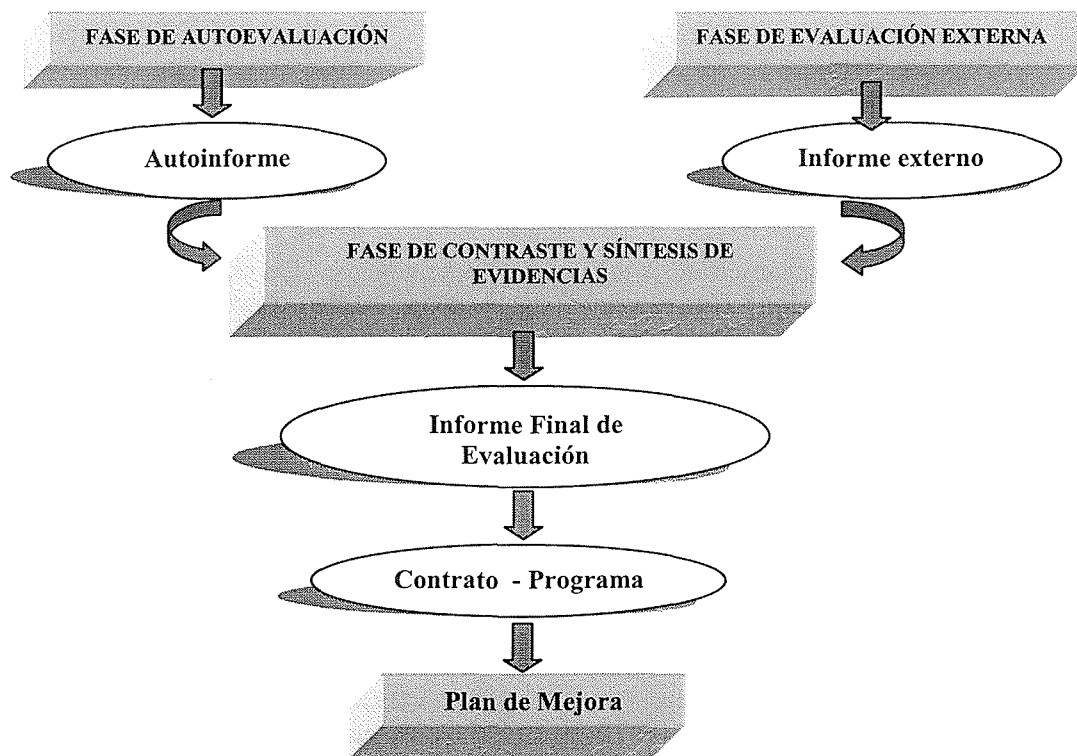 FASE DE AUTOEVALUACIÓN
FASE DE EVALUACIÓN EXTERNA
Autoinforme
Informe externo
FASE DE CONTRASTE Y SÍNTESIS DE
EVIDENCIAS
Informe Final de
Evaluación
Contrato - Programa
Plan de Mejora